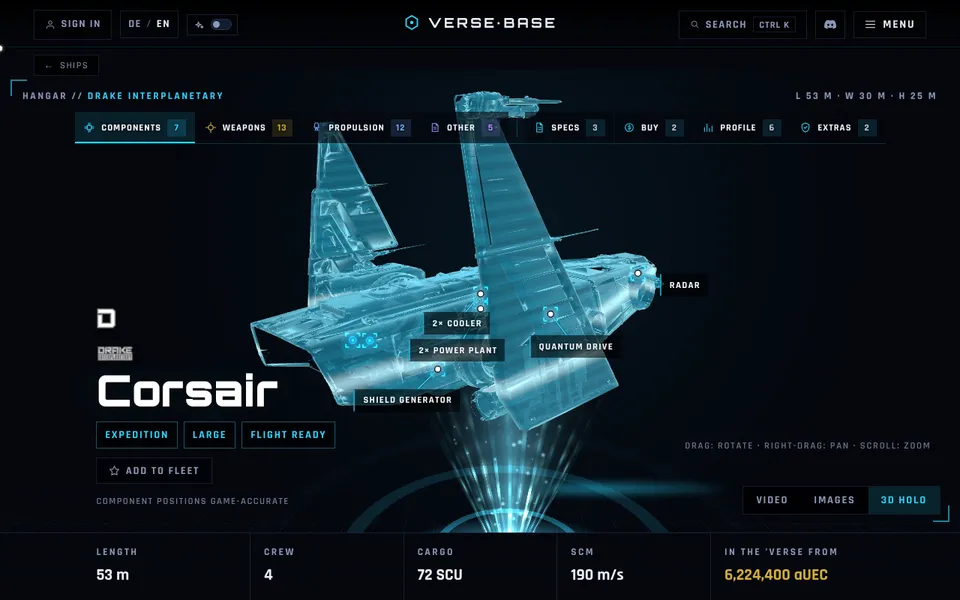 SIGN IN
DE / EN
VERSE·BASE
SEARCH CTRL K
MENU
← SHIPS
HANGAR // DRAKE INTERPLANETARY
L 53 M · W 30 M · H 25 M
COMPONENTS 7
WEAPONS 13
PROPULSION 12
OTHER 5
SPECS 3
BUY 2
PROFILE 6
EXTRAS 2
RADAR
2× COOLER
QUANTUM DRIVE
2× POWER PLANT
SHIELD GENERATOR
D
DRAKE
Corsair
EXPEDITION
LARGE
FLIGHT READY
ADD TO FLEET
COMPONENT POSITIONS GAME-ACCURATE
DRAG: ROTATE · RIGHT-DRAG: PAN · SCROLL: ZOOM
VIDEO
IMAGES
3D HOLO
LENGTH
53 m
CREW
4
CARGO
72 SCU
SCM
190 m/s
IN THE 'VERSE FROM
6,224,400 aUEC